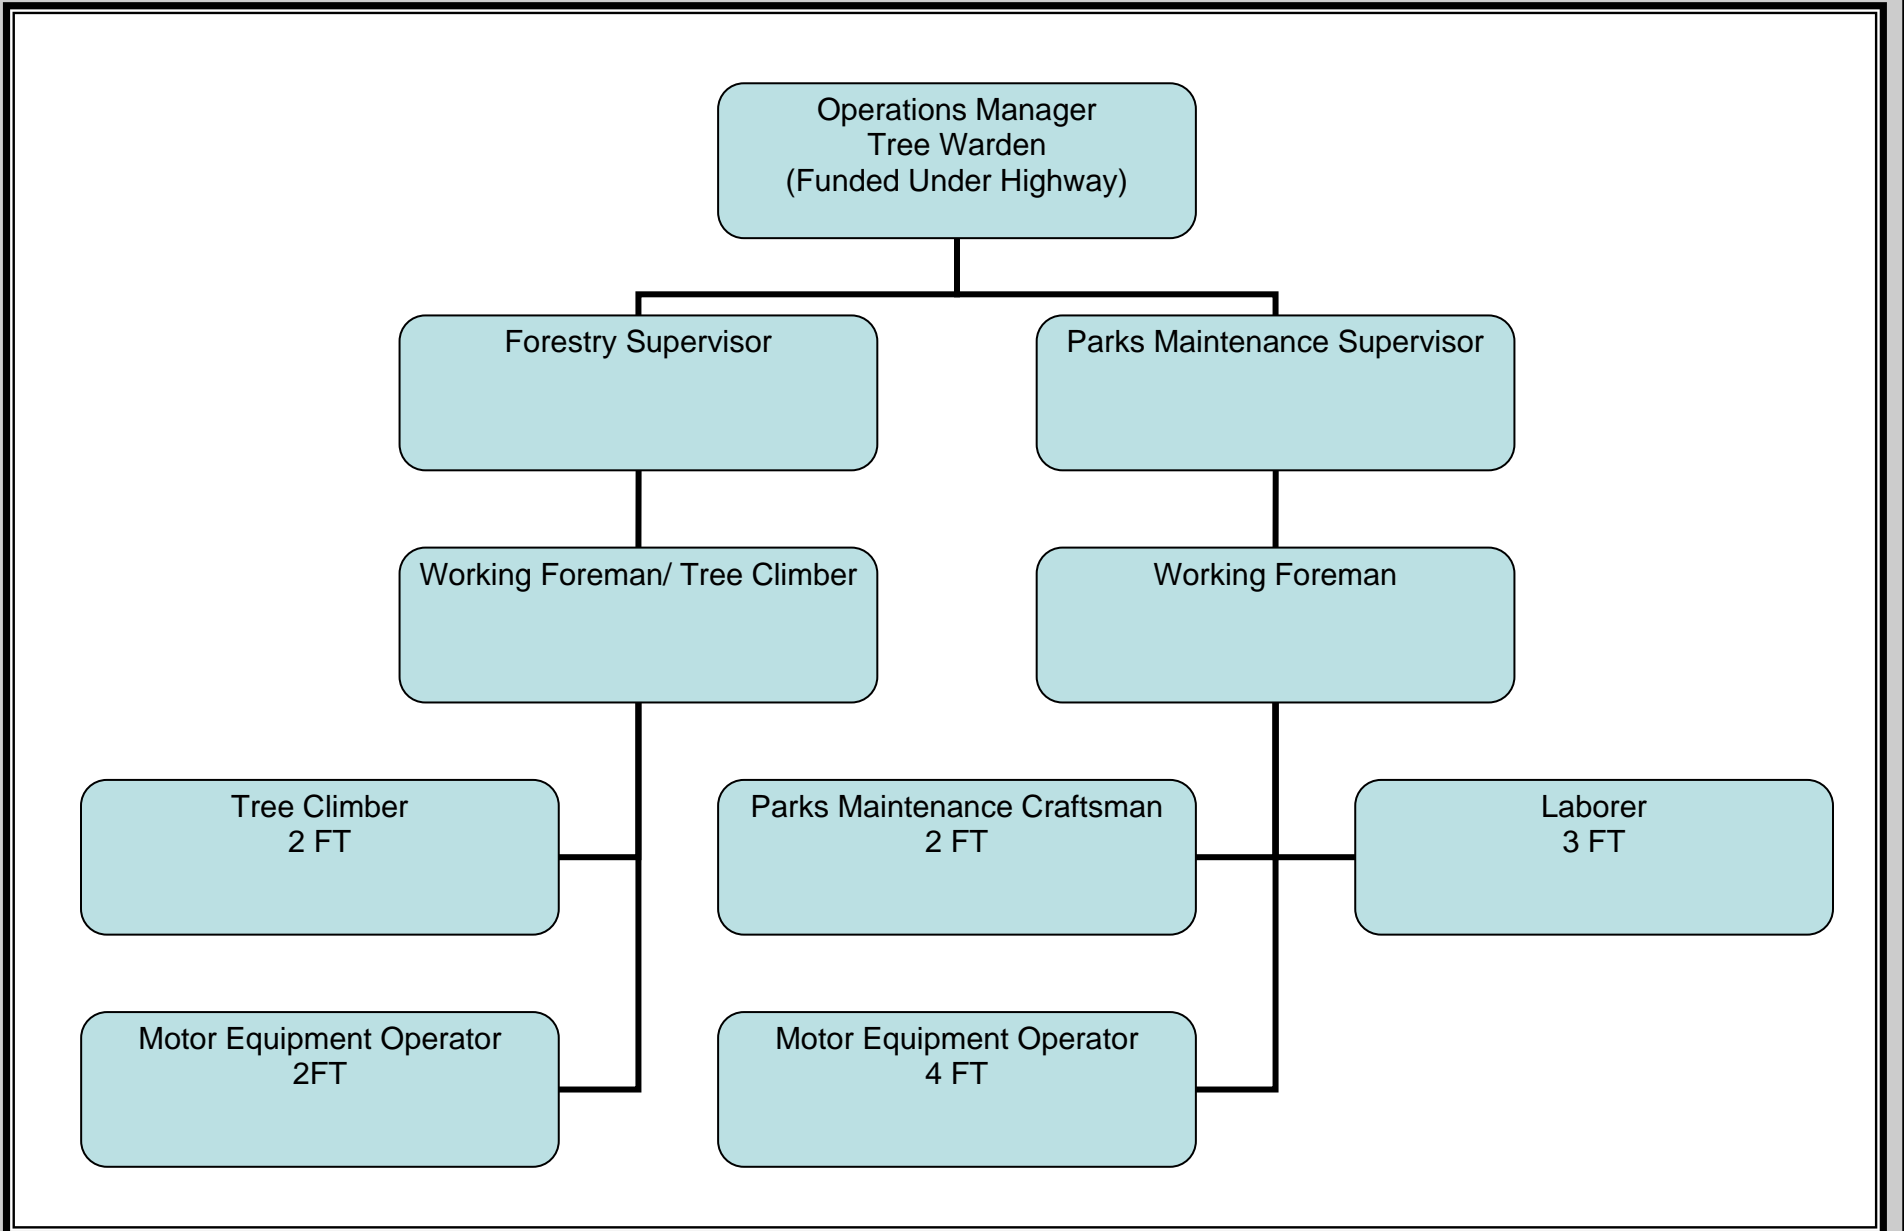 Operations Manager
Tree Warden
(Funded Under Highway)
Forestry Supervisor
Parks Maintenance Supervisor
Working Foreman/ Tree Climber
Working Foreman
Tree Climber
2 FT
Parks Maintenance Craftsman
2 FT
Laborer
3 FT
Motor Equipment Operator
2FT
Motor Equipment Operator
4 FT